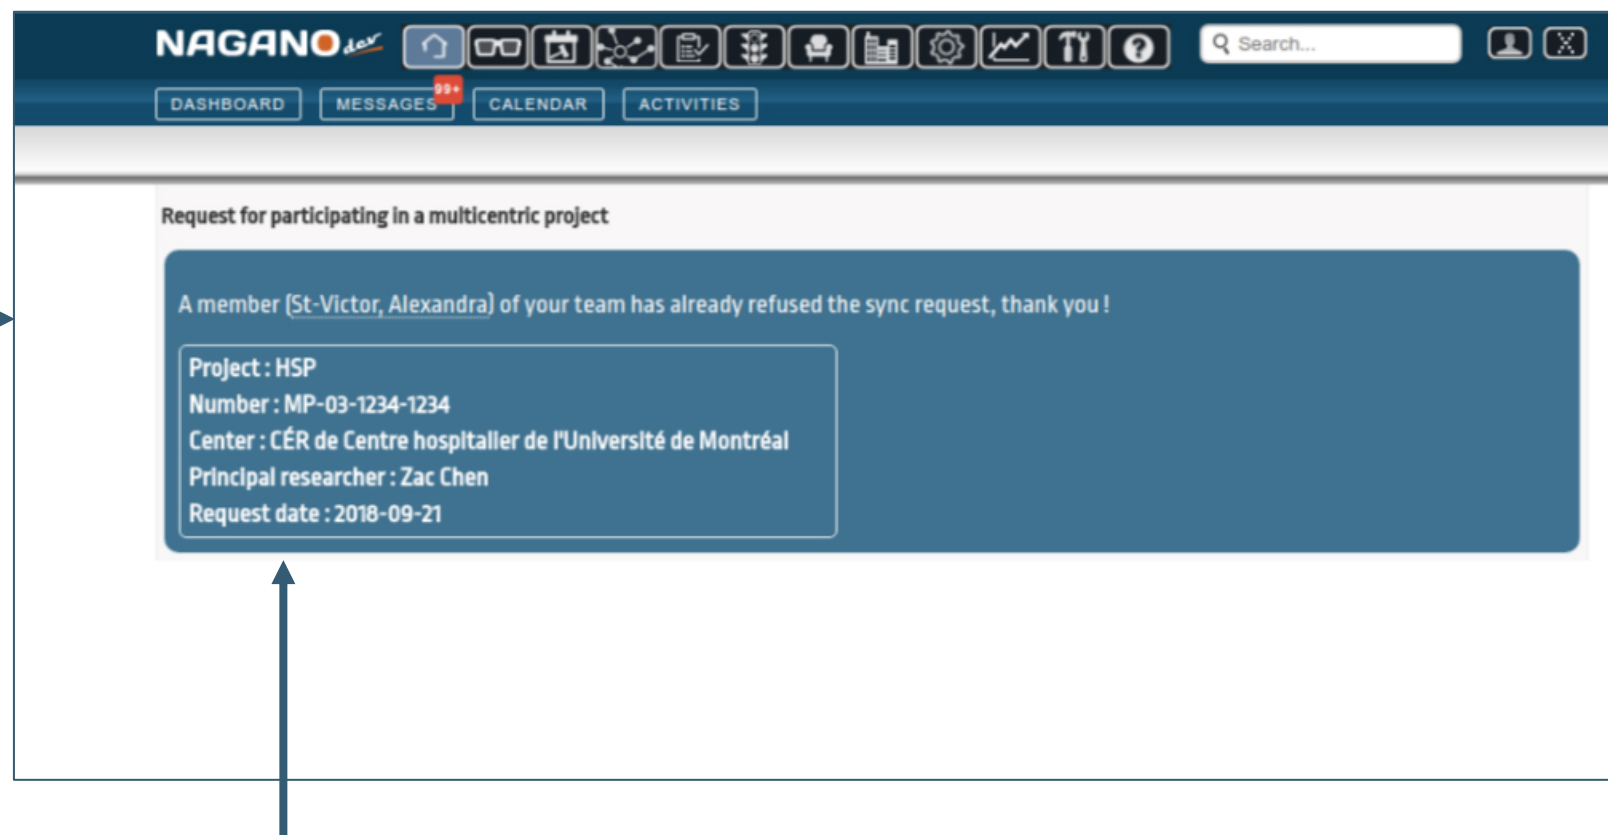 NAGANO dev
Search...
DASHBOARD MESSAGES 99+ CALENDAR ACTIVITIES
Request for participating in a multicentric project
A member (St-Victor, Alexandra) of your team has already refused the sync request, thank you !
Project : HSP
Number : MP-03-1234-1234
Center : CÉR de Centre hospitalier de l'Université de Montréal
Principal researcher : Zac Chen
Request date : 2018-09-21